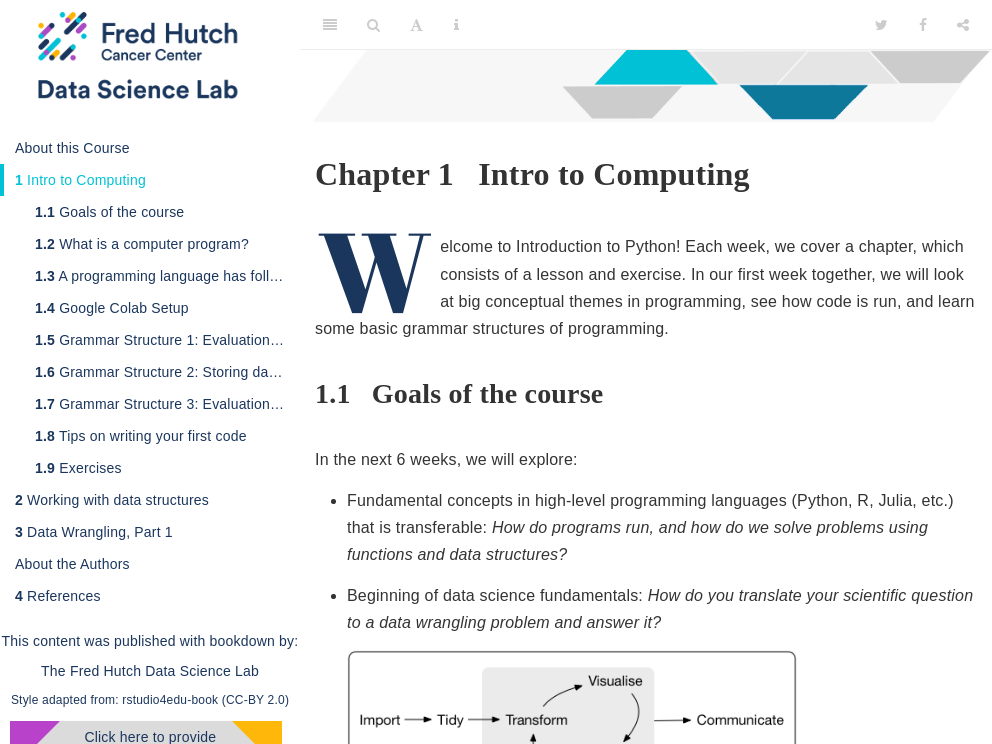 Fred Hutch
Cancer Center
Data Science Lab
About this Course
1 Intro to Computing
1.1 Goals of the course
1.2 What is a computer program?
1.3 A programming language has foll…
1.4 Google Colab Setup
1.5 Grammar Structure 1: Evaluation…
1.6 Grammar Structure 2: Storing da…
1.7 Grammar Structure 3: Evaluation…
1.8 Tips on writing your first code
1.9 Exercises
2 Working with data structures
3 Data Wrangling, Part 1
About the Authors
4 References
This content was published with bookdown by:
The Fred Hutch Data Science Lab
Style adapted from: rstudio4edu-book (CC-BY 2.0)
Click here to provide
Chapter 1 Intro to Computing
Welcome to Introduction to Python! Each week, we cover a chapter, which
consists of a lesson and exercise. In our first week together, we will look
at big conceptual themes in programming, see how code is run, and learn
some basic grammar structures of programming.
1.1 Goals of the course
In the next 6 weeks, we will explore:
• Fundamental concepts in high-level programming languages (Python, R, Julia, etc.)
that is transferable: How do programs run, and how do we solve problems using
functions and data structures?
• Beginning of data science fundamentals: How do you translate your scientific question
to a data wrangling problem and answer it?
Visualise
Import Tidy Transform Communicate